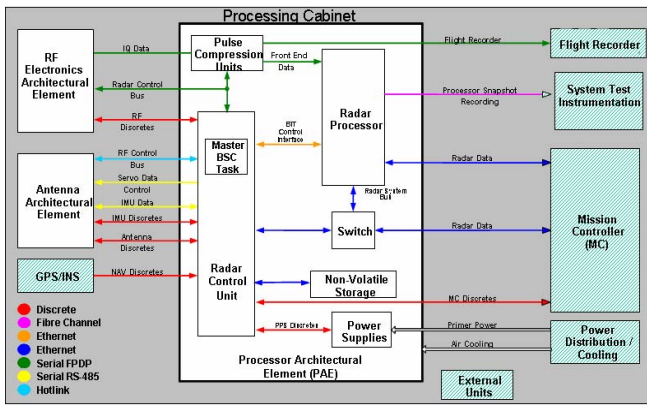 Processing Cabinet
RF
Electronics
Architectural
Element
IQ Data
Radar Control
Bus
RF
Discretes
Pulse
Compression
Units
Front End
Data
Flight Recorder
Flight Recorder
Processor Snapshot
Recording
System Test
Instrumentation
Radar
Processor
Master
BSC
Task
BIT
Control
Interface
Antenna
Architectural
Element
RF Control
Bus
Servo Data
Control
IMU Data
IMU Discretes
Antenna
Discretes
Radar Data
Radar System
Switch
Radar Data
Mission
Controller
(MC)
GPS/INS
NAV Discretes
Radar
Control
Unit
Non-Volatile
Storage
MC Discretes
Discrete
Fibre Channel
Ethernet
Ethernet
Serial FPDP
Serial RS-485
Hotlink
PPS Discretes
Power
Supplies
Primer Power
Air Cooling
Power
Distribution /
Cooling
Processor Architectural
Element (PAE)
External
Units